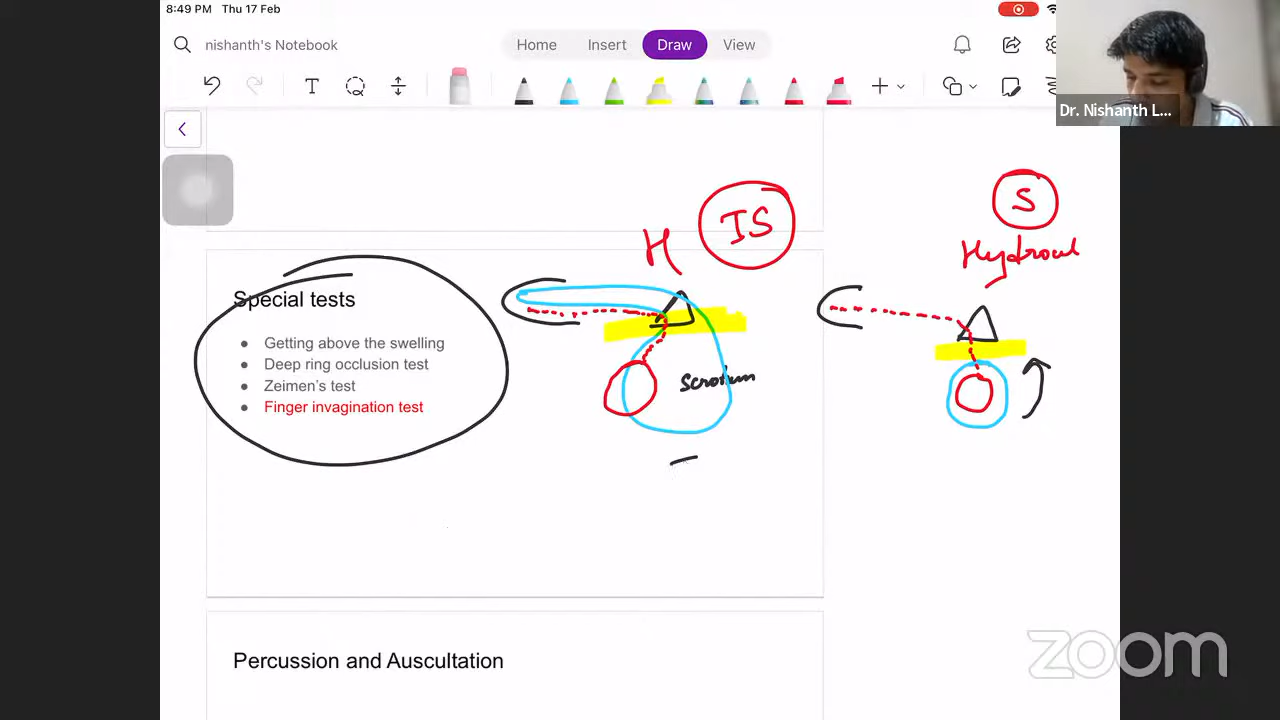 8:49 PM Thu 17 Feb
nishanth's Notebook
Home Insert Draw View
Dr. Nishanth L...
T
IS
S
H
Hydrocel
Special tests
Getting above the swelling
Deep ring occlusion test
Zeimen's test
Finger invagination test
Scrotum
Percussion and Auscultation
zoom